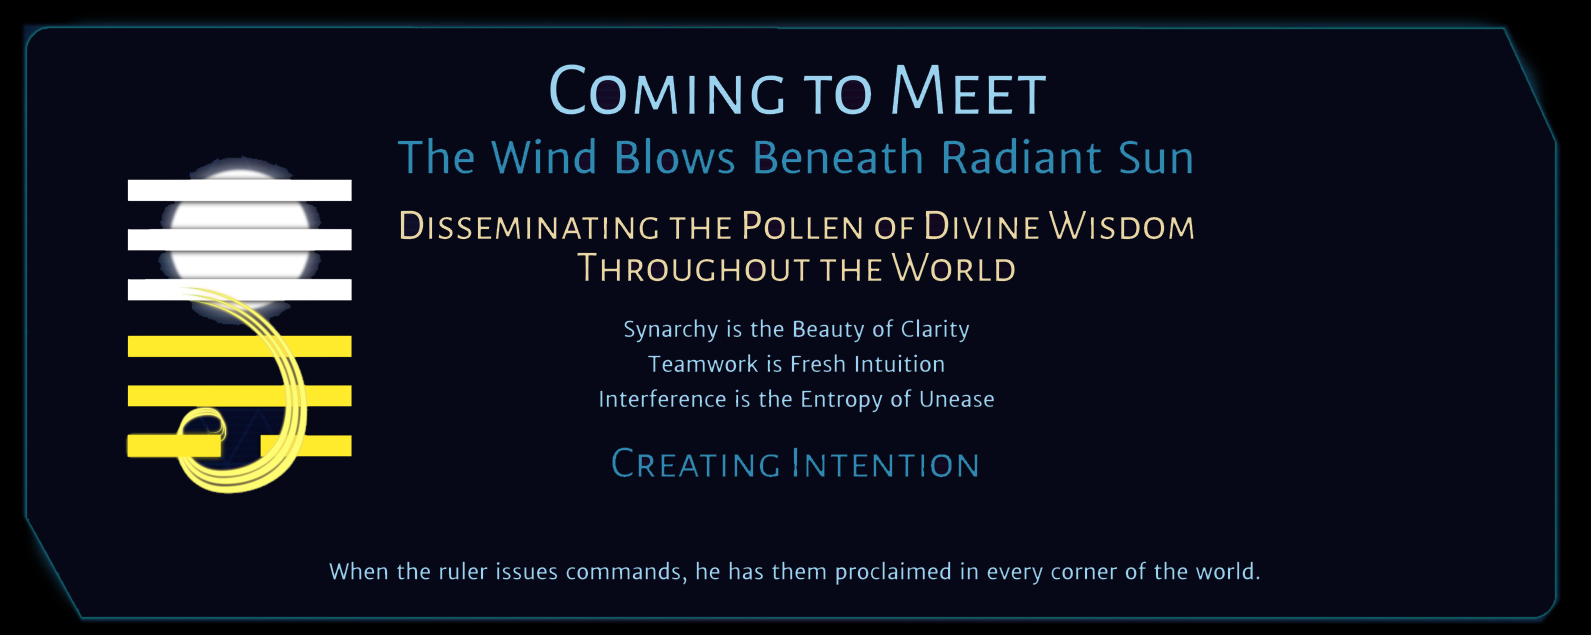 Coming to Meet
The Wind Blows Beneath Radiant Sun
Disseminating the Pollen of Divine Wisdom
Throughout the World
Synarchy is the Beauty of Clarity
Teamwork is Fresh Intuition
Interference is the Entropy of Unease
Creating Intention
When the ruler issues commands, he has them proclaimed in every corner of the world.